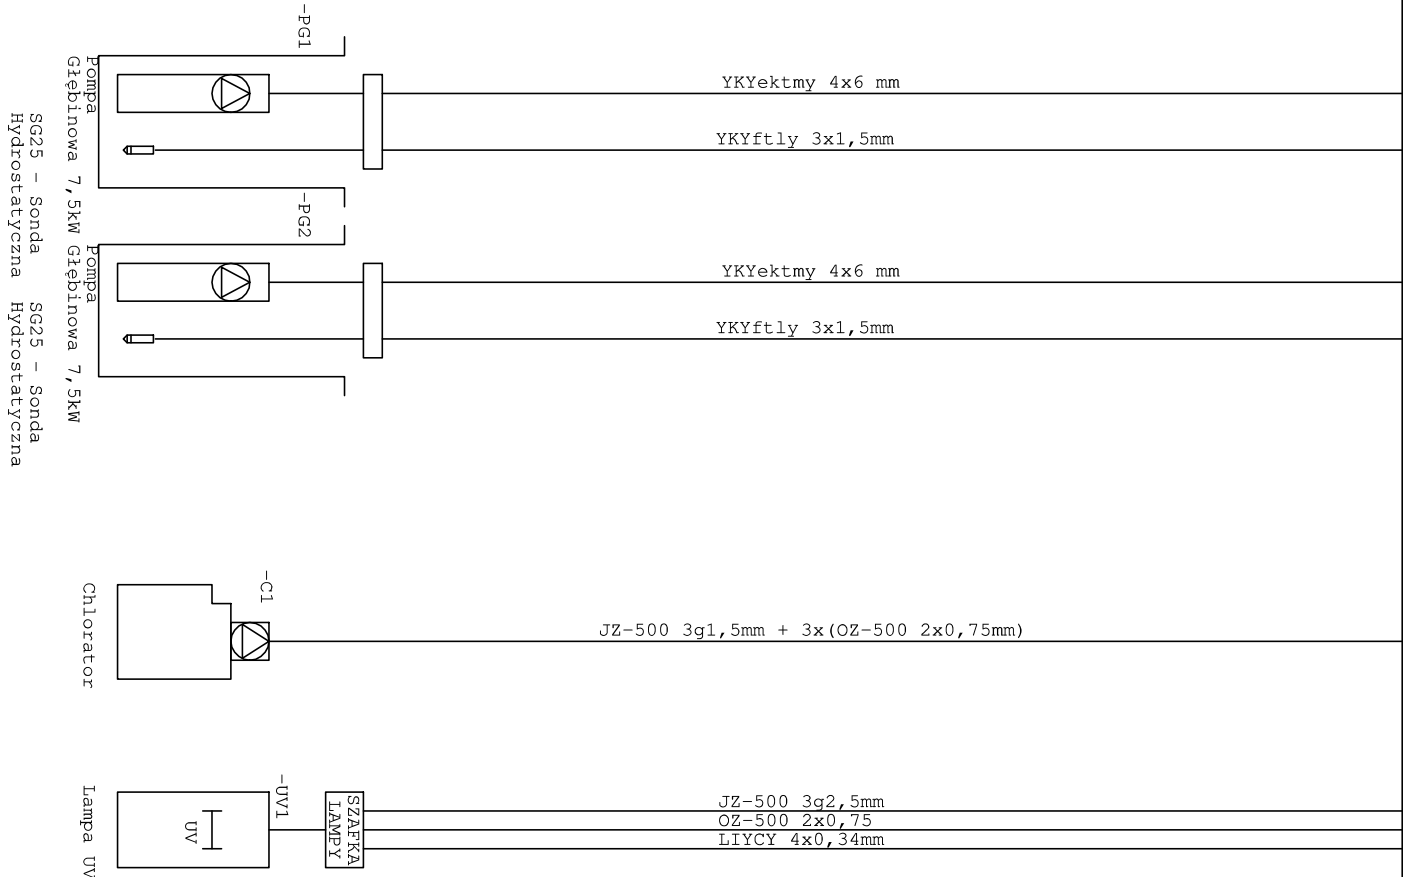 -PG1
Pompa
Głębinowa 7,5kW
SG25 - Sonda
Hydrostatyczna
YKYektmy 4x6 mm
YKYftly 3x1,5mm
-PG2
Pompa
Głębinowa 7,5kW
SG25 - Sonda
Hydrostatyczna
YKYektmy 4x6 mm
YKYftly 3x1,5mm
-C1
Chlorator
JZ-500 3g1,5mm + 3x(OZ-500 2x0,75mm)
-UV1
Lampa UV
UV
SZAFKA
LAMPY
JZ-500 3g2,5mm
OZ-500 2x0,75
LIYCY 4x0,34mm